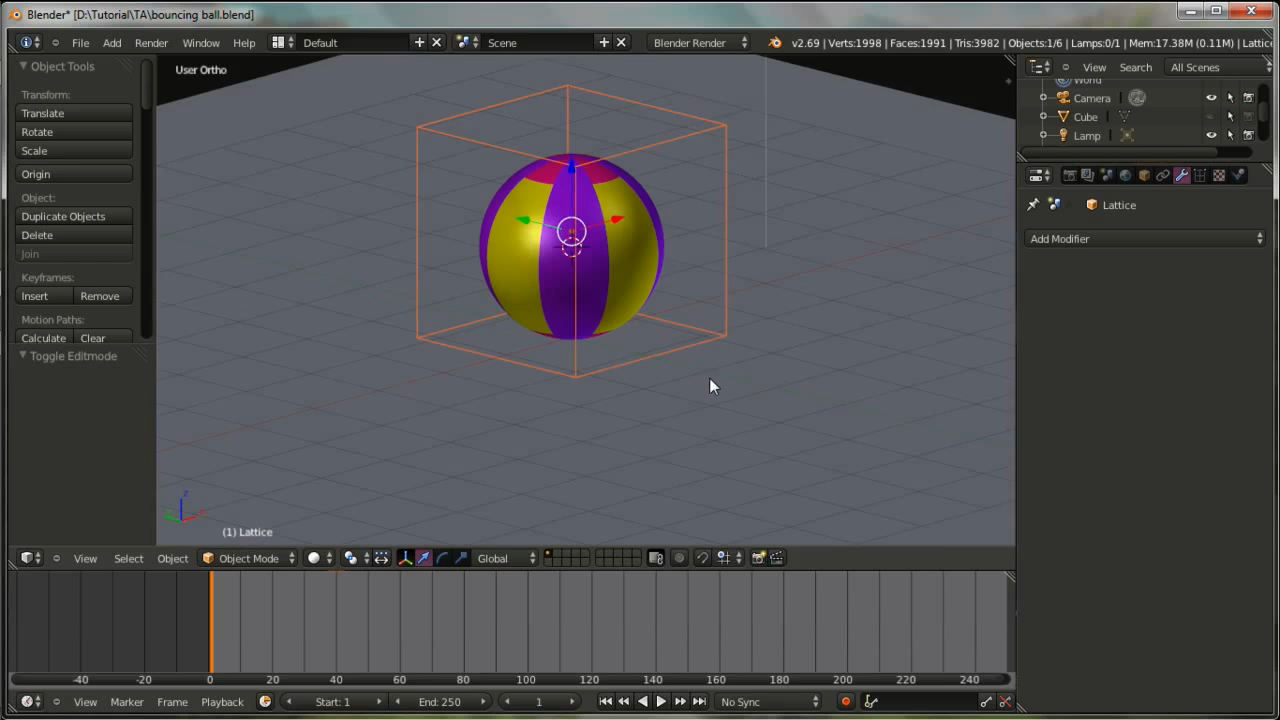 Blender* [D:\Tutorial\TA\bouncing ball.blend]
File Add Render Window Help Default Scene Blender Render v2.69 | Verts:1998 | Faces:1991 | Tris:3982 | Objects:1/6 | Lamps:0/1 | Mem:17.38M (0.11M) | Lattic
Object Tools
Transform:
Translate
Rotate
Scale
Origin
Object:
Duplicate Objects
Delete
Join
Keyframes:
Insert Remove
Motion Paths:
Calculate Clear
Toggle Editmode
User Ortho
(1) Lattice
View Search All Scenes
World
Camera
Cube
Lamp
Lattice
Add Modifier
View Select Object Object Mode Global
-40 -20 0 20 40 60 80 100 120 140 160 180 200 220 240
View Marker Frame Playback Start: 1 End: 250 1 No Sync